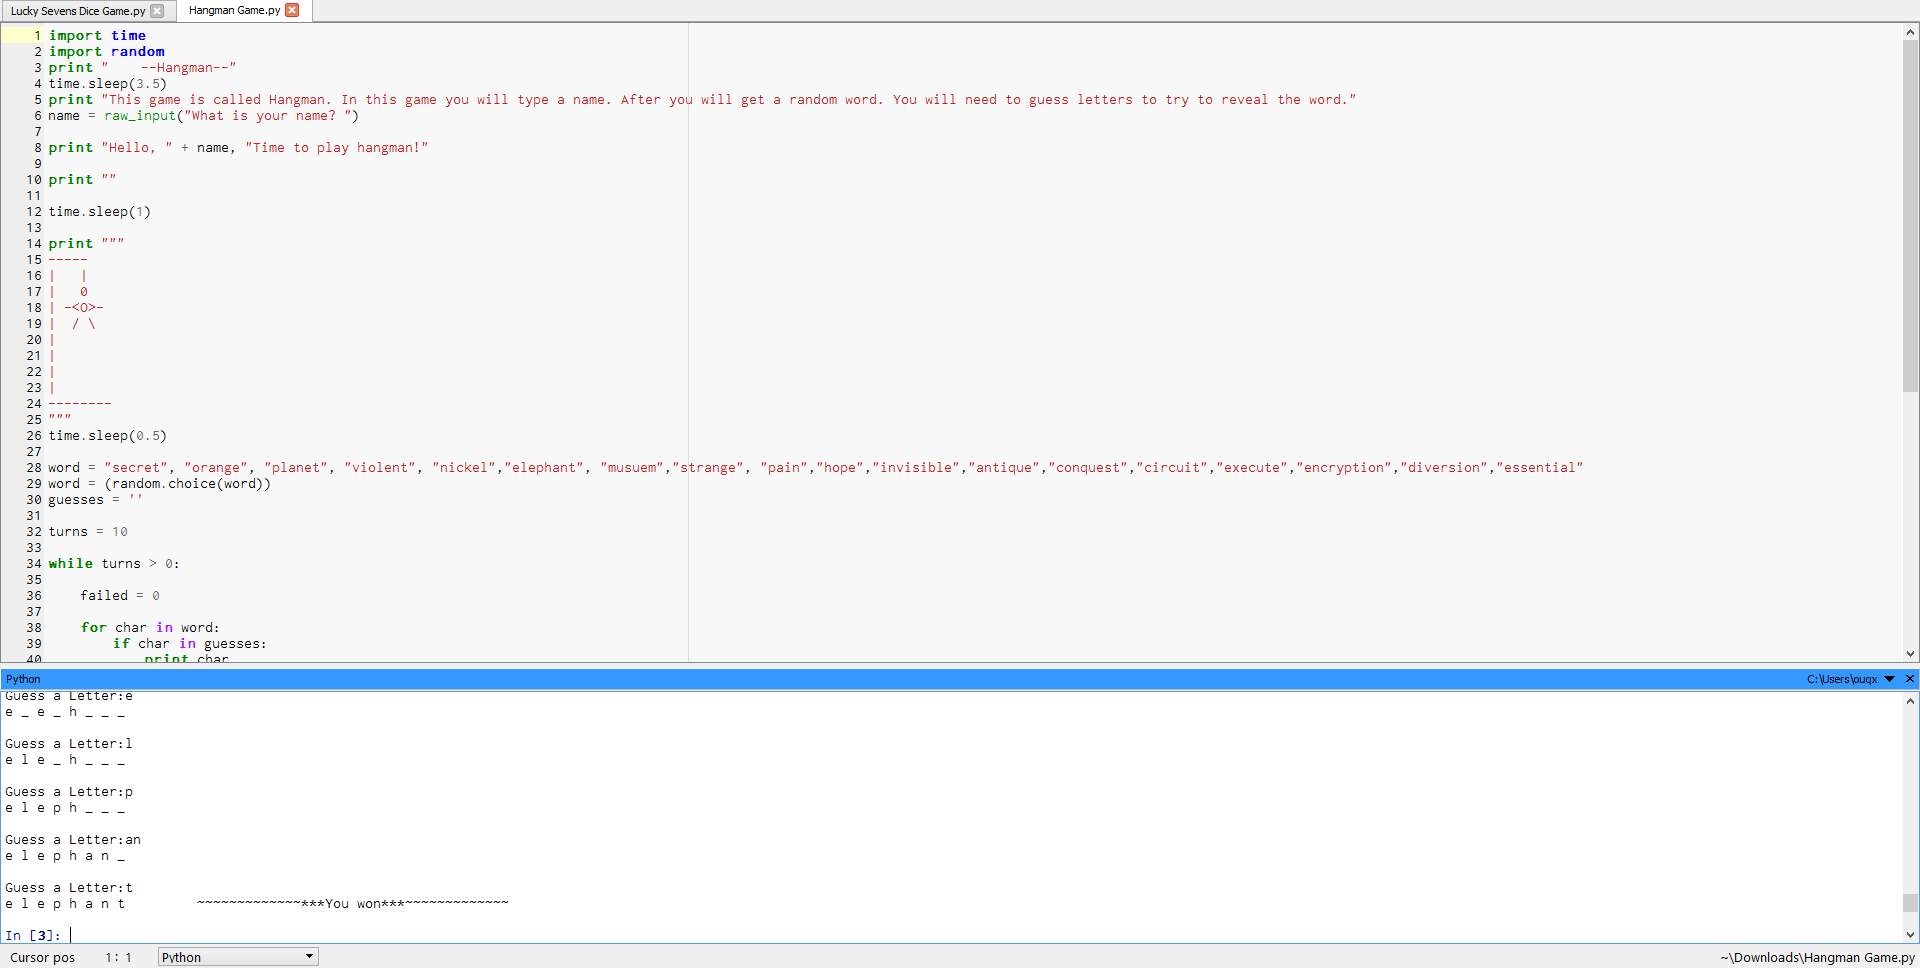 Lucky Sevens Dice Game.py
Hangman Game.py
1 import time
2 import random
3 print "    --Hangman--"
4 time.sleep(3.5)
5 print "This game is called Hangman. In this game you will type a name. After you will get a random word. You will need to guess letters to try to reveal the word."
6 name = raw_input("What is your name? ")
7
8 print "Hello, " + name, "Time to play hangman!"
9
10 print ""
11
12 time.sleep(1)
13
14 print """
15 -----
16 |   |
17 |   0
18 | -<O>-
19 |  / \
20 |
21 |
22 |
23 |
24 --------
25 """
26 time.sleep(0.5)
27
28 word = "secret", "orange", "planet", "violent", "nickel","elephant", "musuem","strange", "pain","hope","invisible","antique","conquest","circuit","execute","encryption","diversion","essential"
29 word = (random.choice(word))
30 guesses = ''
31
32 turns = 10
33
34 while turns > 0:
35
36     failed = 0
37
38     for char in word:
39         if char in guesses:
40             print char
Python
C:\Users\ouqx
Guess a Letter:e
e _ e _ h _ _ _
Guess a Letter:l
e l e _ h _ _ _
Guess a Letter:p
e l e p h _ _ _
Guess a Letter:an
e l e p h a n _
Guess a Letter:t
e l e p h a n t         ~~~~~~~~~~~~~***You won***~~~~~~~~~~~~~
In [3]:
Cursor pos 1: 1 Python ~\Downloads\Hangman Game.py